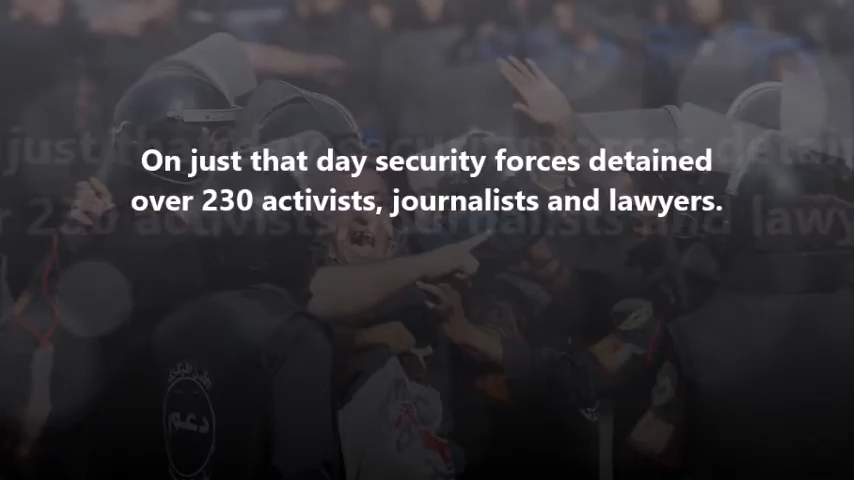 On just that day security forces detained
over 230 activists, journalists and lawyers.